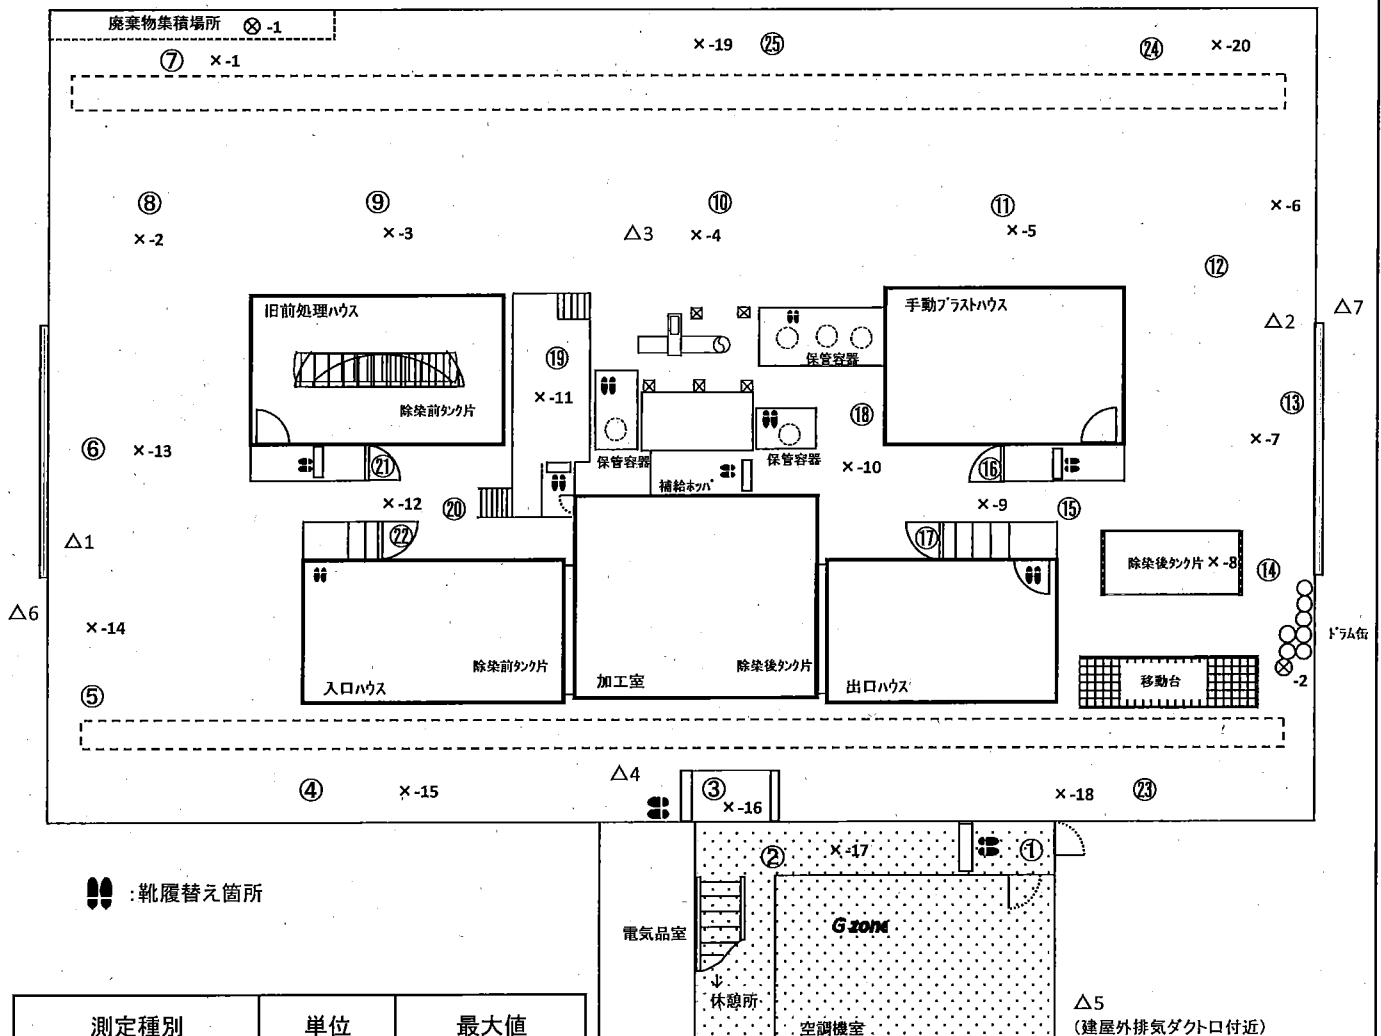 廃棄物集積場所 ⊗ -1
⑦ ×-1
×-19 ㉕
㉔ ×-20
⑧
×-2
⑨
×-3
⑩
△3 ×-4
⑪
×-5
×-6
⑫
△2
△7
旧前処理ハウス
除染前タンク片
⑲
×-11
保管容器
保管容器
保管容器
補給ホッパ
手動ブラストハウス
⑱
×-10
⑬
×-7
⑥ ×-13
㉑
×-12 ⑳
㉒
⑯
×-9 ⑮
⑰
△1
△6
×-14
⑤
除染後タンク片 ×-8
⑭
ドラム缶
⊗
-2
移動台
除染前タンク片
入口ハウス
除染後タンク片
加工室
出口ハウス
④ ×-15
△4
③
×-16
×-18 ㉓
② ×-17 ①
:靴履替え箇所
電気品室
G zone
↓
休憩所
空調機室
△5
(建屋外排気ダクト口付近)
測定種別 単位 最大値